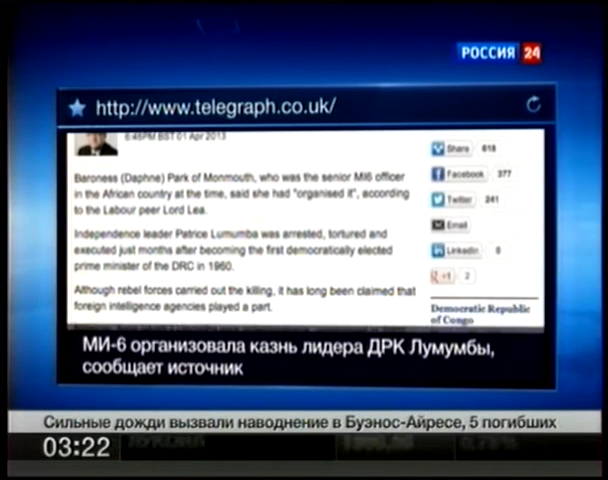 РОССИЯ 24
http://www.telegraph.co.uk/
6:46PM BST 01 Apr 2013
Baroness (Daphne) Park of Monmouth, who was the senior MI6 officer
in the African country at the time, said she had "organised it", according
to the Labour peer Lord Lea.
Independence leader Patrice Lumumba was arrested, tortured and
executed just months after becoming the first democratically elected
prime minister of the DRC in 1960.
Although rebel forces carried out the killing, it has long been claimed that
foreign intelligence agencies played a part.
Share 618
Facebook 377
Twitter 241
Email
LinkedIn 0
+1 2
Democratic Republic
of Congo
МИ-6 организовала казнь лидера ДРК Лумумбы,
сообщает источник
Сильные дожди вызвали наводнение в Буэнос-Айресе, 5 погибших
03:22